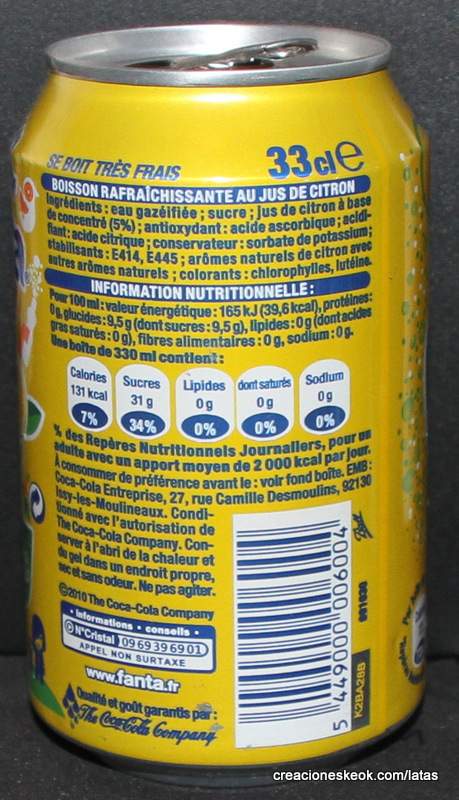 SE BOIT TRÈS FRAIS
33 cl e
BOISSON RAFRAÎCHISSANTE AU JUS DE CITRON
Ingrédients : eau gazéifiée ; sucre ; jus de citron à base
de concentré (5%) ; antioxydant : acide ascorbique ; acidi-
fiant : acide citrique ; conservateur : sorbate de potassium ;
stabilisants : E414, E445 ; arômes naturels de citron avec
autres arômes naturels ; colorants : chlorophylles, lutéine.
INFORMATION NUTRITIONNELLE :
Pour 100 ml : valeur énergétique : 165 kJ (39,6 kcal), protéines :
0 g, glucides : 9,5 g (dont sucres : 9,5 g), lipides : 0 g (dont acides
gras saturés : 0 g), fibres alimentaires : 0 g, sodium : 0 g.
Une boîte de 330 ml contient :
Calories Sucres Lipides dont saturés Sodium
131 kcal 31 g 0 g 0 g 0 g
7% 34% 0% 0% 0%
% des Repères Nutritionnels Journaliers, pour un
adulte avec un apport moyen de 2 000 kcal par jour.
À consommer de préférence avant le : voir fond boîte. EMB :
Coca-Cola Entreprise, 27, rue Camille Desmoulins, 92130
Issy-les-Moulineaux. Condi-
tionné avec l'autorisation de
The Coca-Cola Company. Con-
server à l'abri de la chaleur et
du gel dans un endroit propre,
sec et sans odeur. Ne pas agiter.
©2010 The Coca-Cola Company
• informations • conseils •
N°Cristal 09 69 39 69 01
APPEL NON SURTAXE
www.fanta.fr
Qualité et goût garantis par :
The Coca-Cola Company
5 449000 006004
K2BA28B
creacioneskeok.com/latas